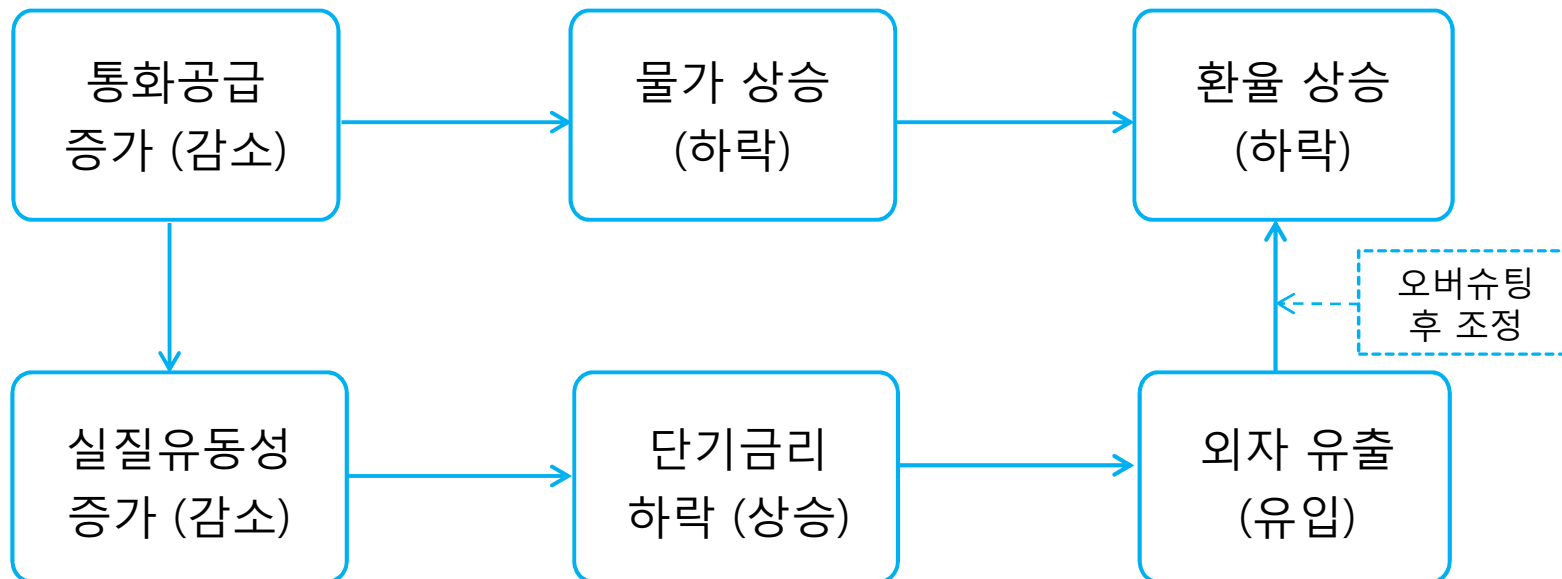 통화공급
증가 (감소)
물가 상승
(하락)
환율 상승
(하락)
오버슈팅
후 조정
실질유동성
증가 (감소)
단기금리
하락 (상승)
외자 유출
(유입)